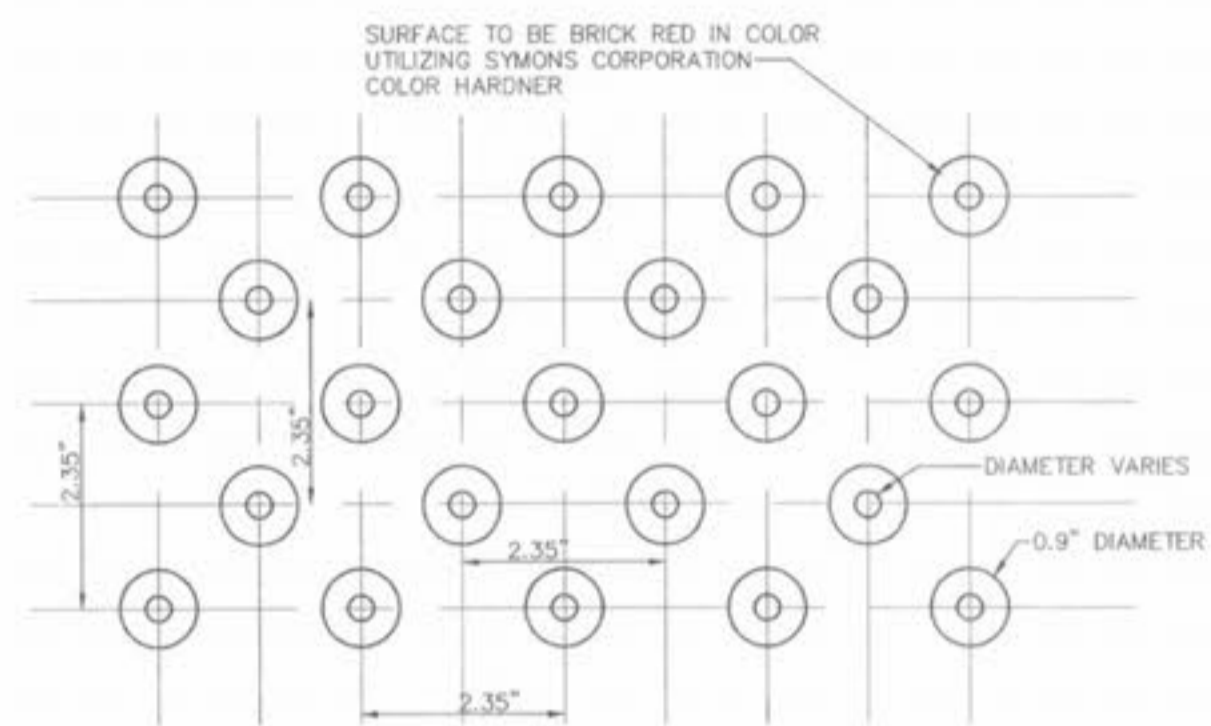 SURFACE TO BE BRICK RED IN COLOR
UTILIZING SYMONS CORPORATION
COLOR HARDNER
2.35"
2.35"
DIAMETER VARIES
2.35"
0.9" DIAMETER
2.35"